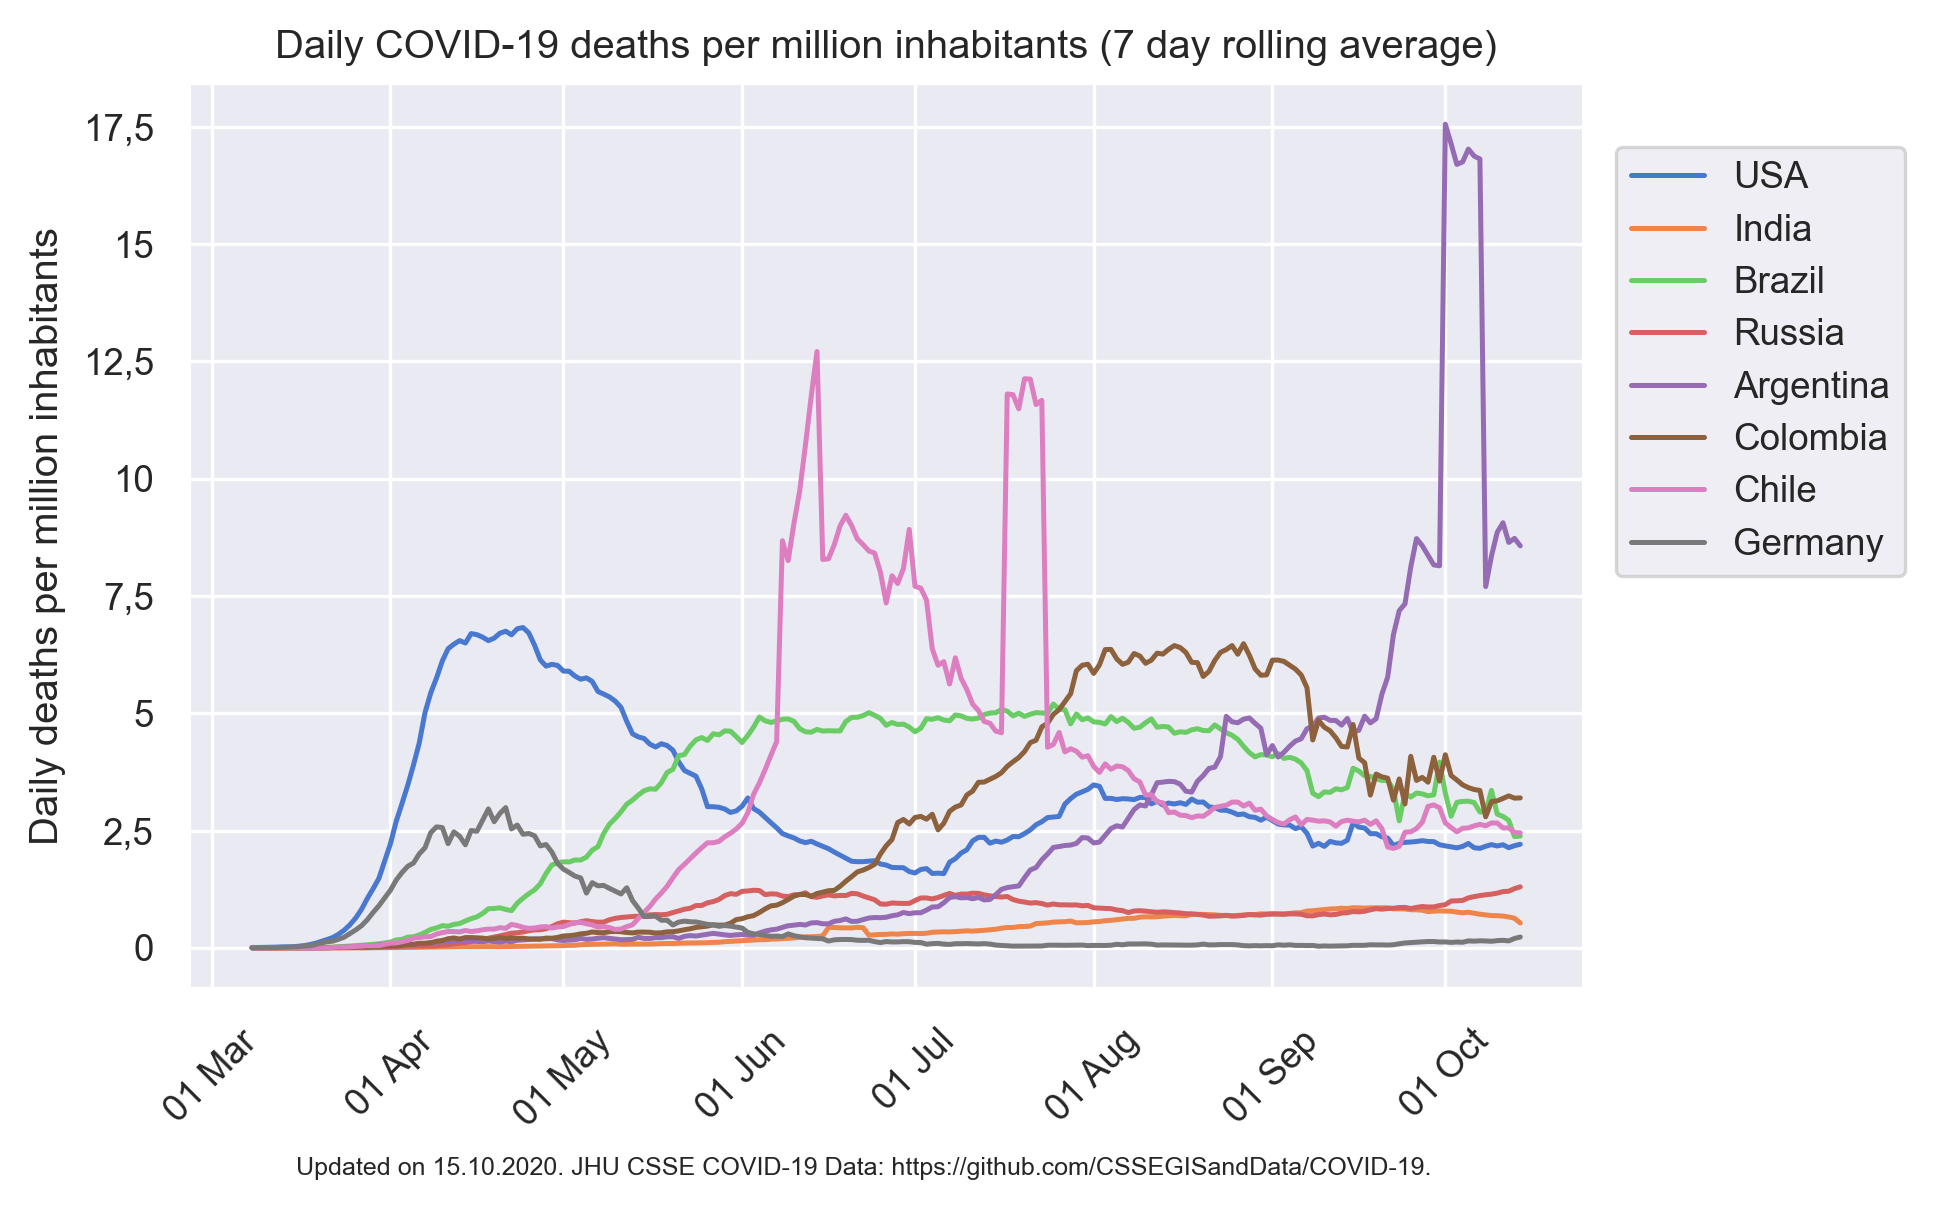 Daily COVID-19 deaths per million inhabitants (7 day rolling average)
Daily deaths per million inhabitants
17,5
15
12,5
10
7,5
5
2,5
0
01 Mar
01 Apr
01 May
01 Jun
01 Jul
01 Aug
01 Sep
01 Oct
USA
India
Brazil
Russia
Argentina
Colombia
Chile
Germany
Updated on 15.10.2020. JHU CSSE COVID-19 Data: https://github.com/CSSEGISandData/COVID-19.